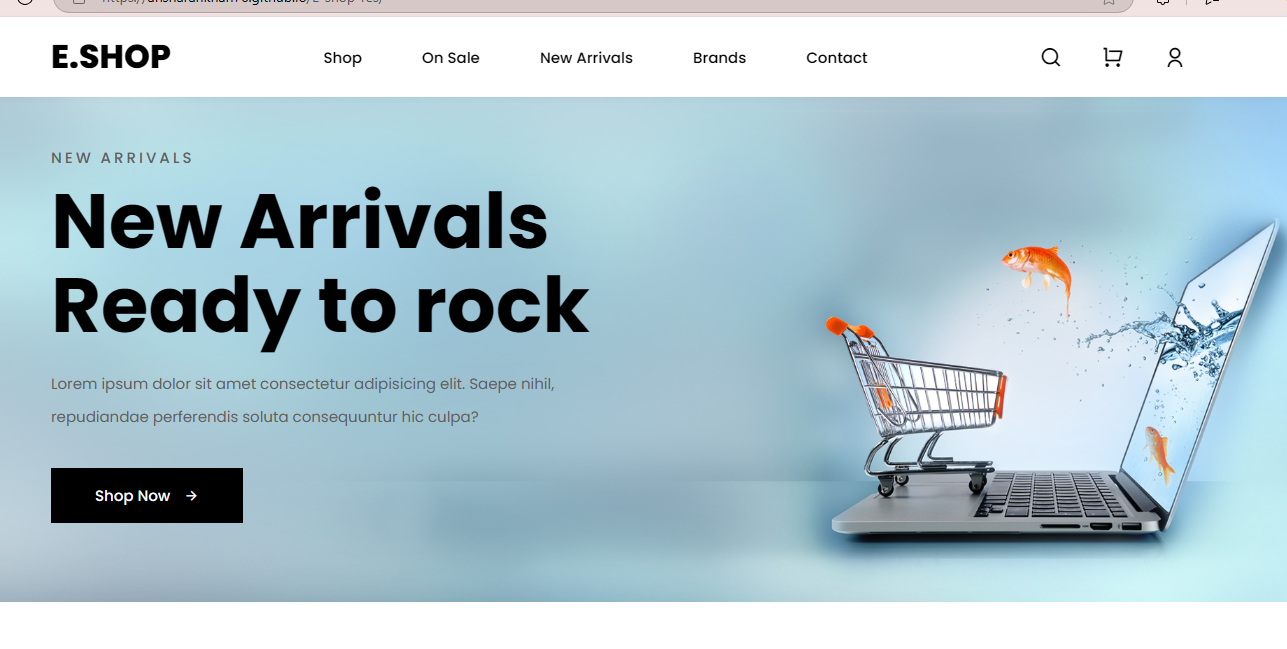 E.SHOP
Shop
On Sale
New Arrivals
Brands
Contact
NEW ARRIVALS
New Arrivals
Ready to rock
Lorem ipsum dolor sit amet consectetur adipisicing elit. Saepe nihil,
repudiandae perferendis soluta consequuntur hic culpa?
Shop Now